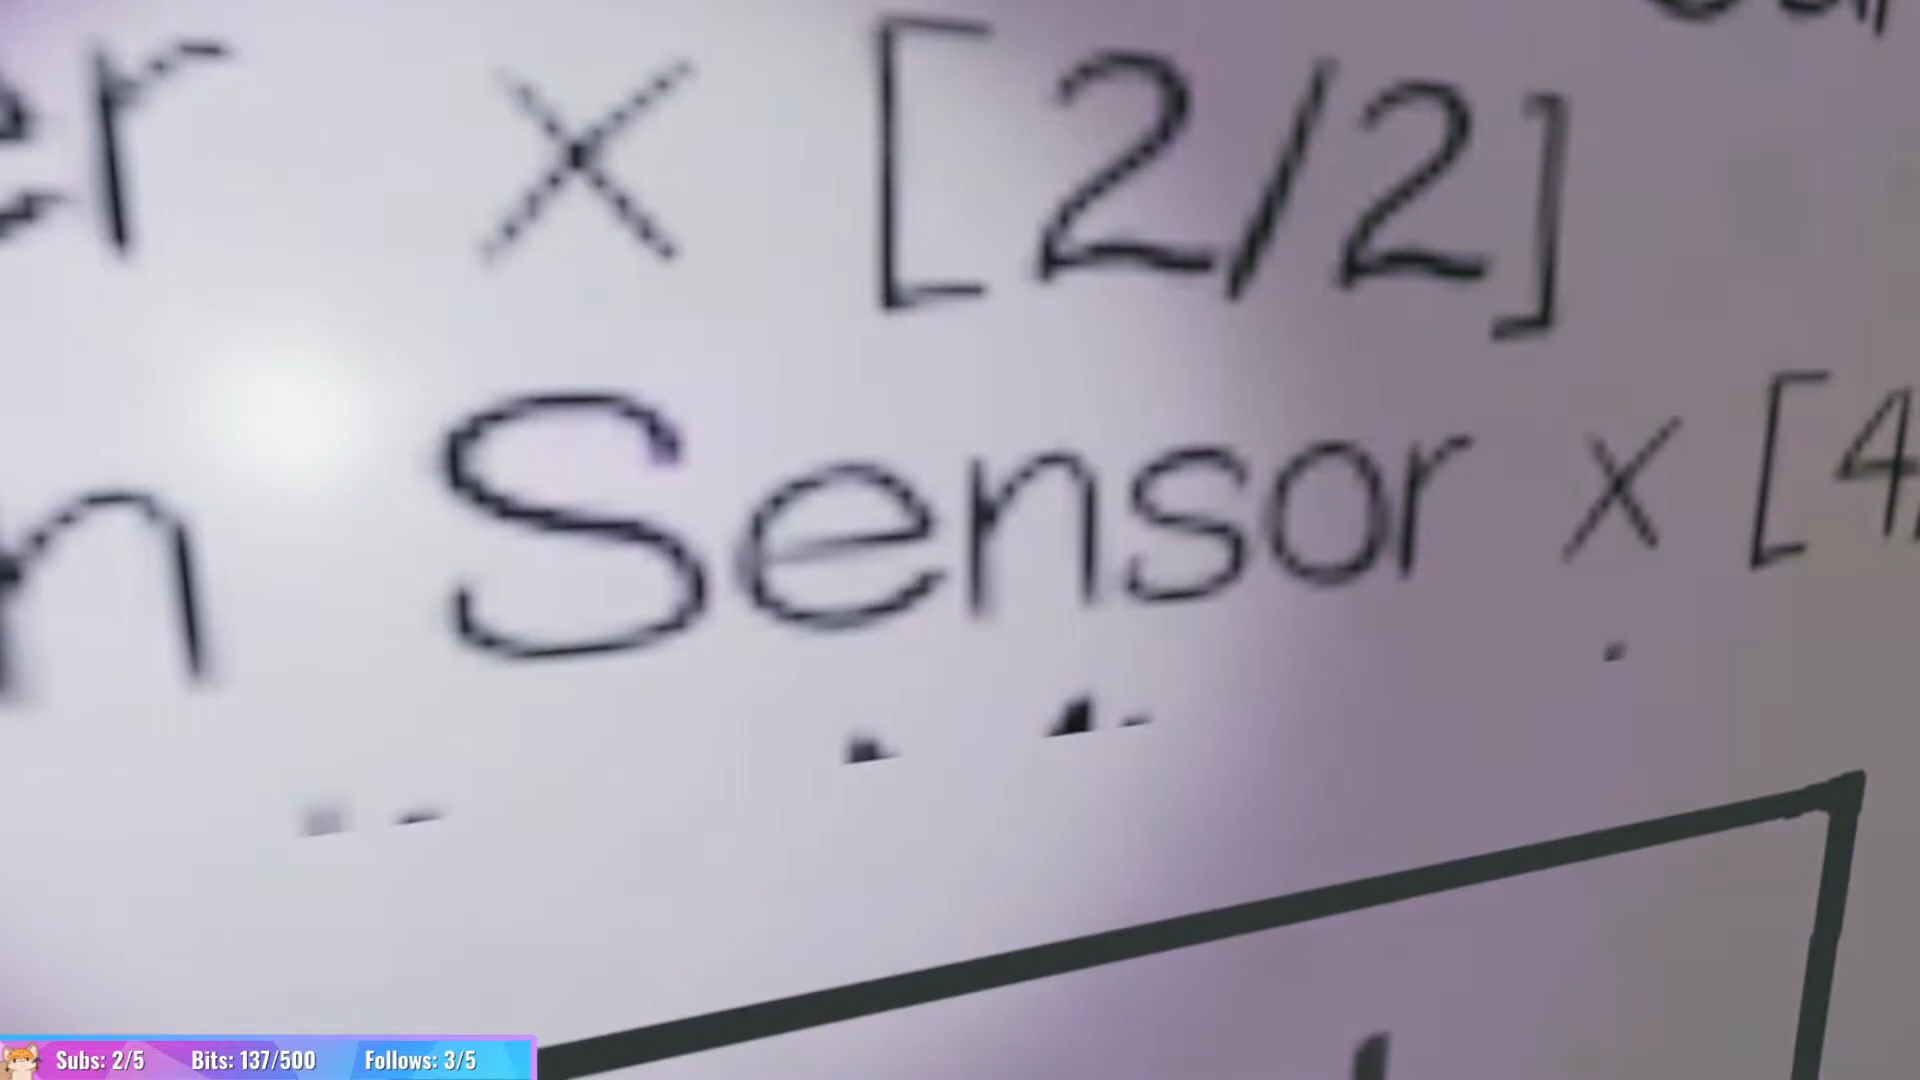 er x [2/2]
n Sensor x [4
Subs: 2/5 Bits: 137/500 Follows: 3/5